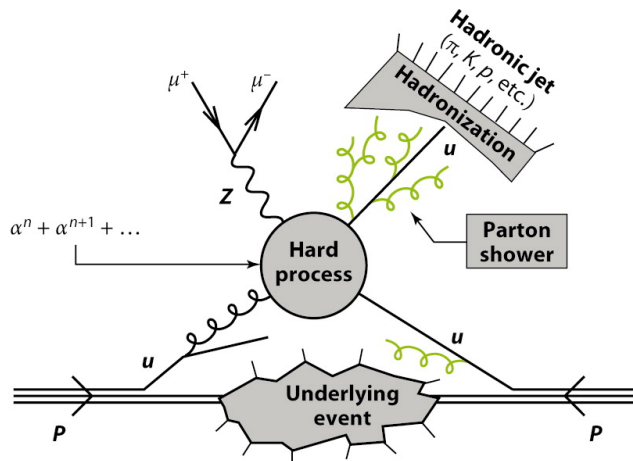 Hadronic jet
(π, K, p, etc.)
Hadronization
μ⁺
μ⁻
u
Z
αⁿ + αⁿ⁺¹ + …
Hard
process
Parton
shower
u
u
Underlying
event
P
P